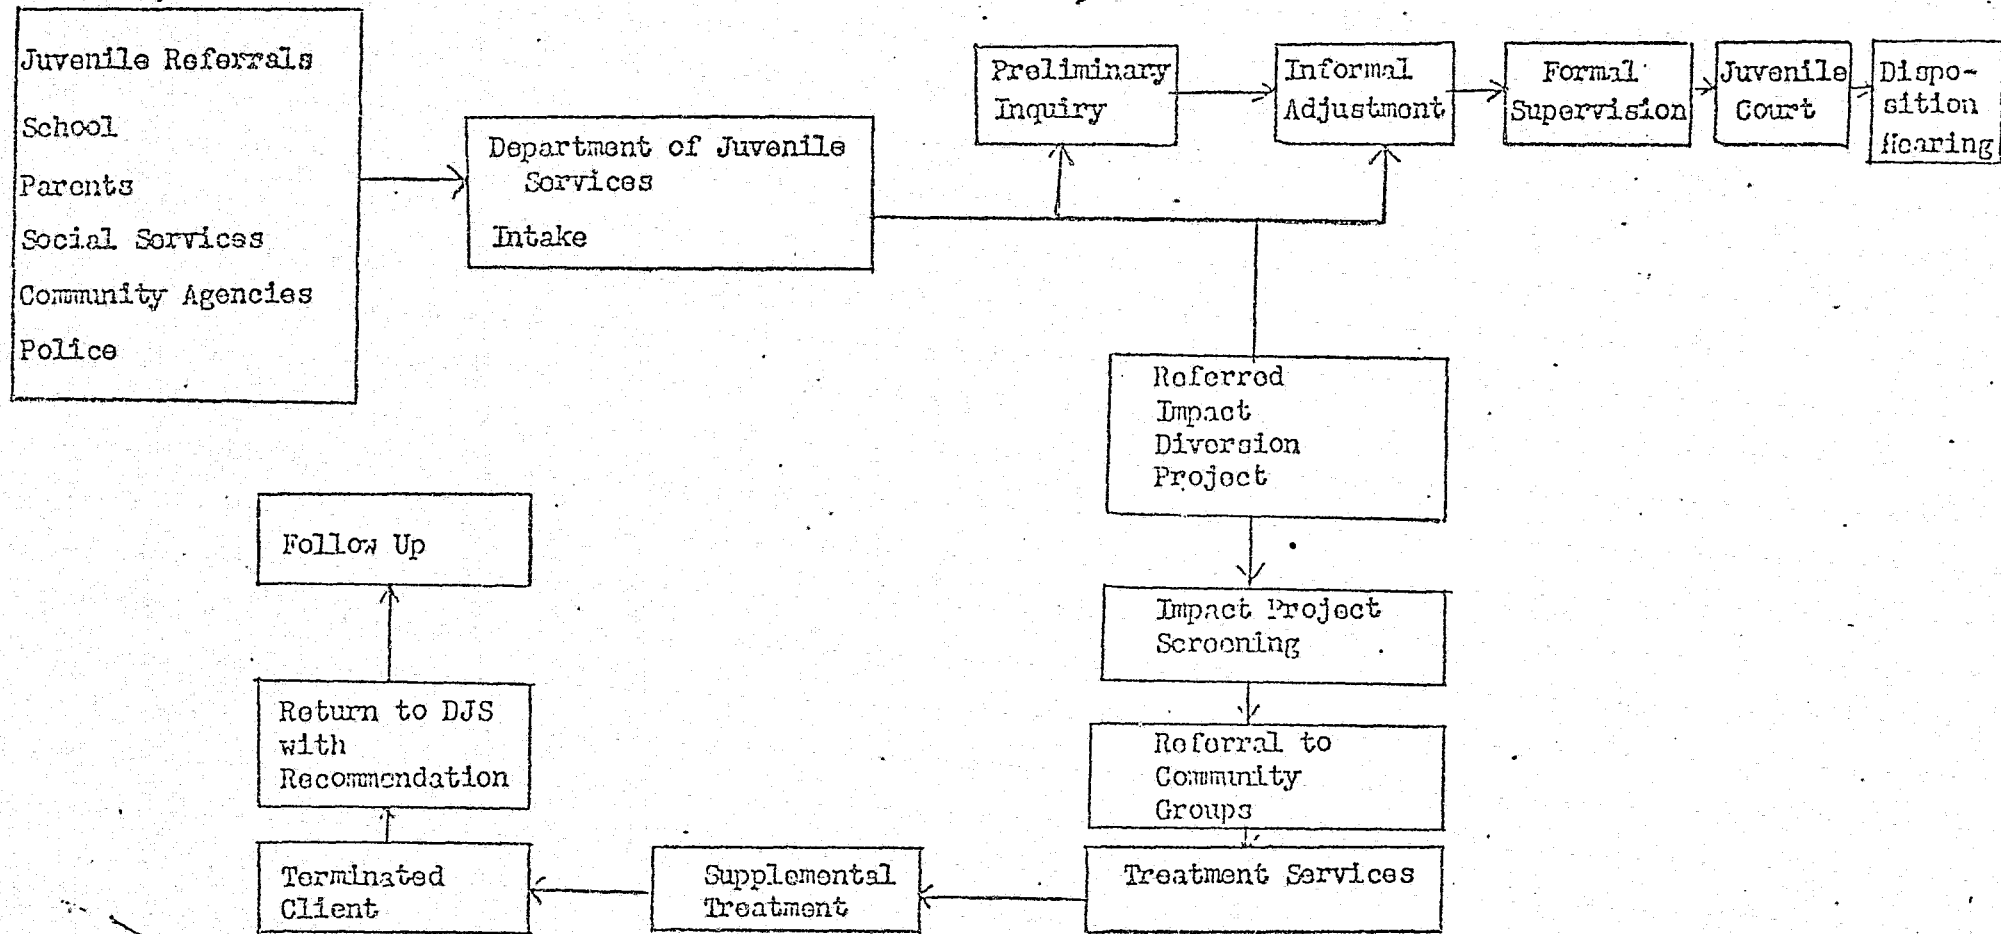 Juvenile Referrals
School
Parents
Social Services
Community Agencies
Police
Department of Juvenile
Services
Intake
Preliminary
Inquiry
Informal
Adjustment
Formal
Supervision
Juvenile
Court
Dispo-
sition
Hearing
Referred
Impact
Diversion
Project
Impact Project
Screening
Referral to
Community
Groups
Treatment Services
Supplemental
Treatment
Terminated
Client
Return to DJS
with
Recommendation
Follow Up